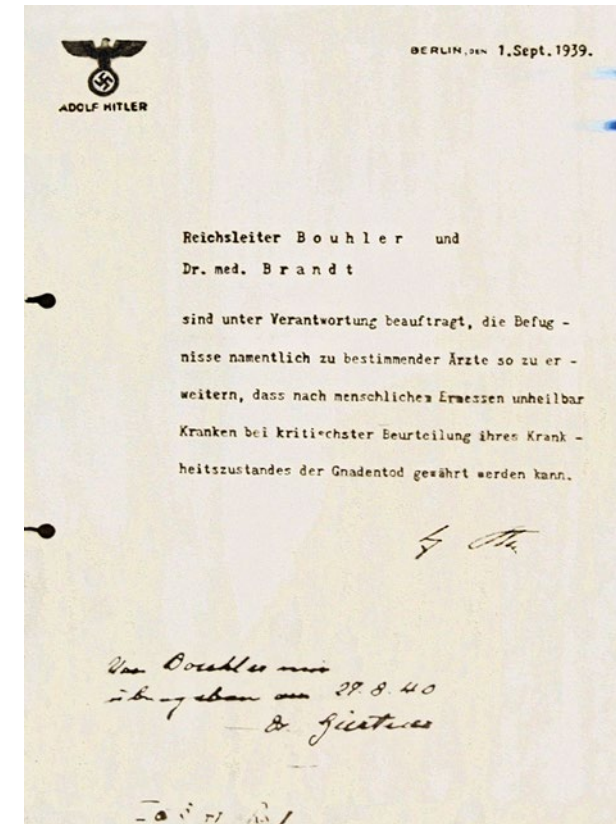 BERLIN, DEN 1.Sept.1939.
ADOLF HITLER
Reichsleiter B o u h l e r und
Dr. med. B r a n d t
sind unter Verantwortung beauftragt, die Befug -
nisse namentlich zu bestimmender Ärzte so zu er -
weitern, dass nach menschlichem Ermessen unheilbar
Kranken bei kritischster Beurteilung ihres Krank -
heitszustandes der Gnadentod gewährt werden kann.
Von Bouhler mir
übergeben am 27.8.40
Dr. Gürtner